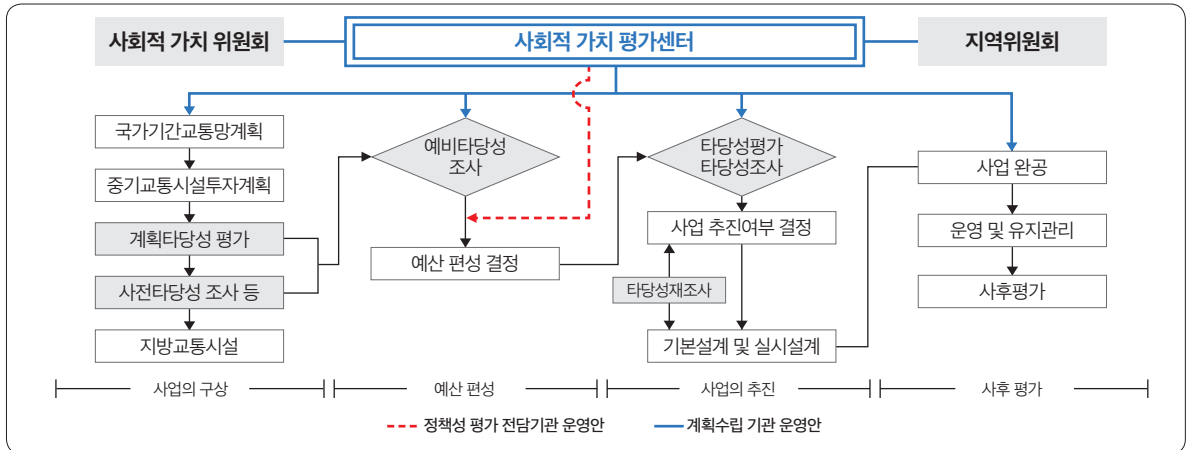 사회적 가치 위원회
사회적 가치 평가센터
지역위원회
국가기간교통망계획
중기교통시설투자계획
계획타당성 평가
사전타당성 조사 등
지방교통시설
예비타당성
조사
예산 편성 결정
타당성평가
타당성조사
사업 추진여부 결정
타당성재조사
기본설계 및 실시설계
사업 완공
운영 및 유지관리
사후평가
사업의 구상
예산 편성
사업의 추진
사후 평가
정책성 평가 전담기관 운영안
계획수립 기관 운영안